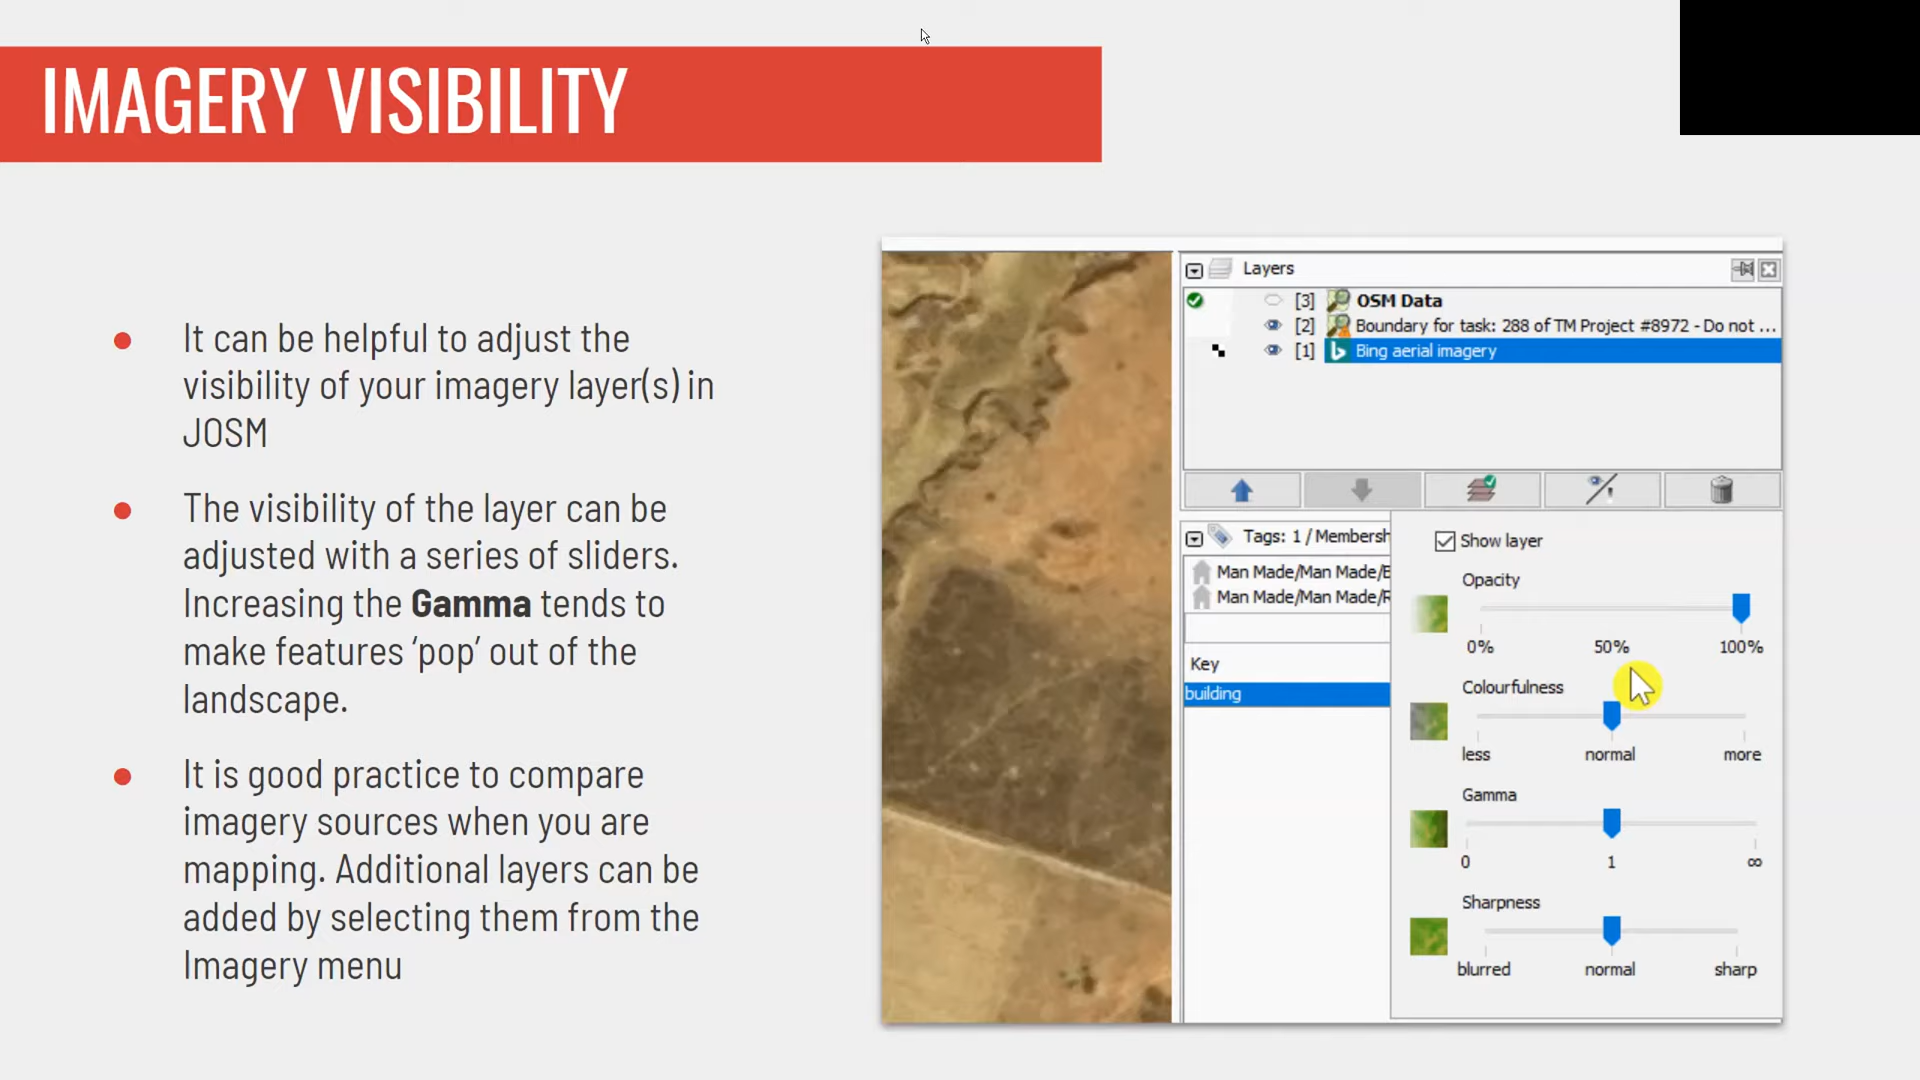 IMAGERY VISIBILITY
It can be helpful to adjust the
visibility of your imagery layer(s) in
JOSM
The visibility of the layer can be
adjusted with a series of sliders.
Increasing the Gamma tends to
make features ‘pop’ out of the
landscape.
It is good practice to compare
imagery sources when you are
mapping. Additional layers can be
added by selecting them from the
Imagery menu
Layers
[3] OSM Data
[2] Boundary for task: 288 of TM Project #8972 - Do not ...
[1] Bing aerial imagery
Tags: 1 / Membersh
Man Made/Man Made/B
Man Made/Man Made/R
Key
building
Show layer
Opacity
0% 50% 100%
Colourfulness
less normal more
Gamma
0 1 ∞
Sharpness
blurred normal sharp